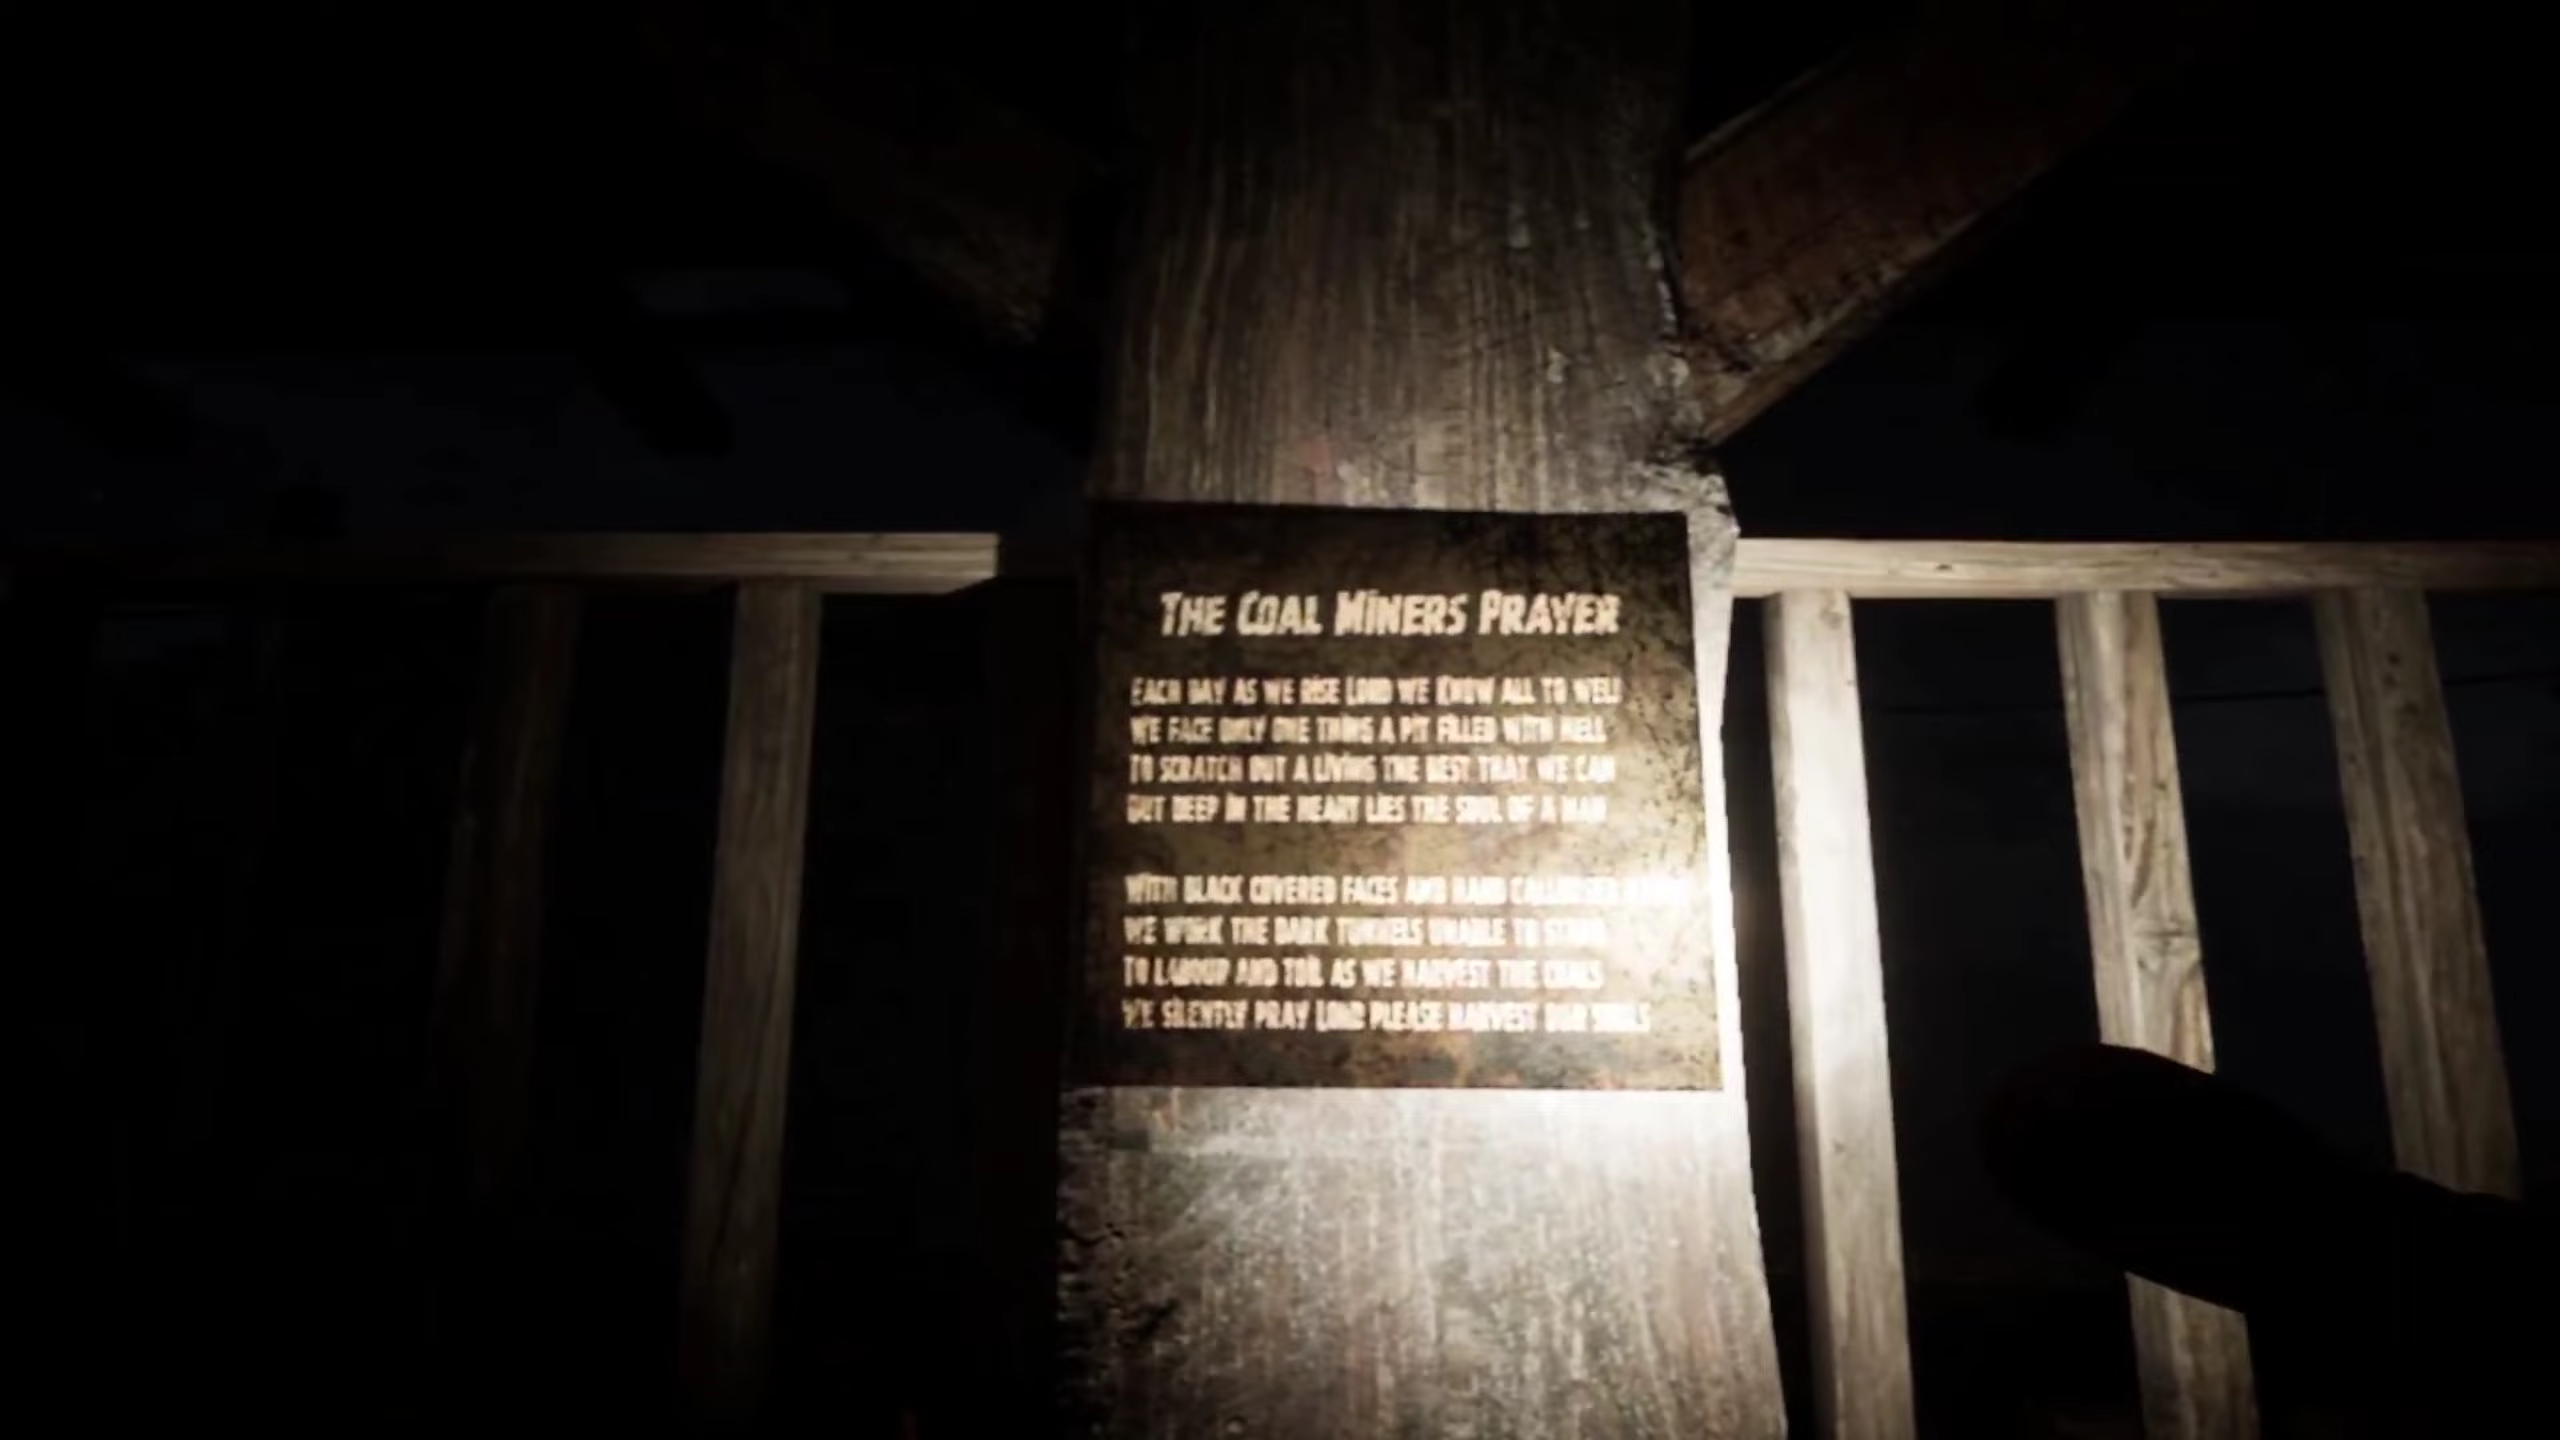 The Coal Miners Prayer
Each day as we rise Lord we know all to well
We face only one thing a pit filled with hell
To scratch out a living the best that we can
But deep in the heart lies the soul of a man
With black covered faces and hard calloused
We work the dark tunnels unable to stand
To labour and toil as we harvest the coals
We silently pray Lord please harvest our souls